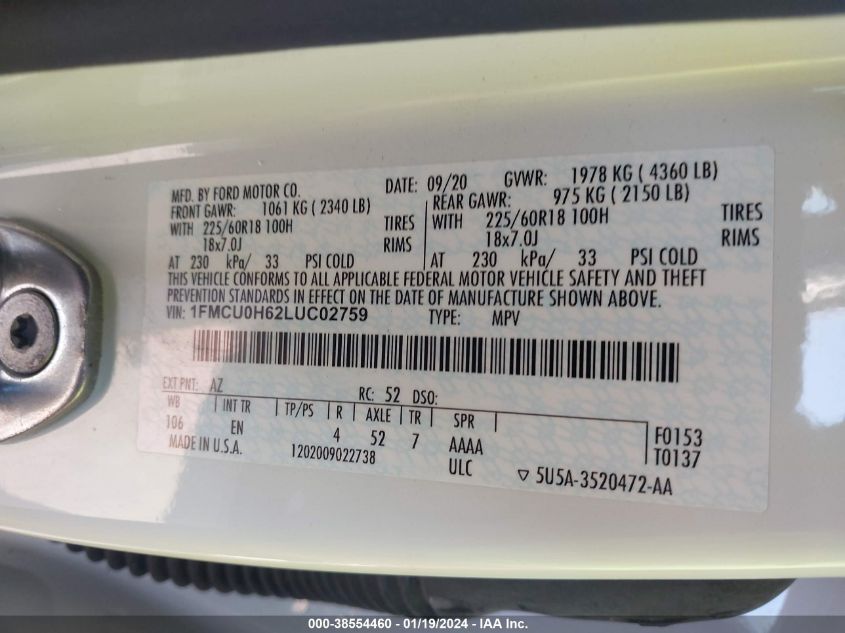 MFD. BY FORD MOTOR CO. DATE: 09/20 GVWR: 1978 KG ( 4360 LB)
FRONT GAWR: 1061 KG ( 2340 LB) REAR GAWR: 975 KG ( 2150 LB)
WITH 225/60R18 100H TIRES WITH 225/60R18 100H TIRES
18x7.0J RIMS 18x7.0J RIMS
AT 230 kPa/ 33 PSI COLD AT 230 kPa/ 33 PSI COLD
THIS VEHICLE CONFORMS TO ALL APPLICABLE FEDERAL MOTOR VEHICLE SAFETY AND THEFT
PREVENTION STANDARDS IN EFFECT ON THE DATE OF MANUFACTURE SHOWN ABOVE.
VIN: 1FMCU0H62LUC02759 TYPE: MPV
EXT PNT: AZ RC: 52 DSO:
WB INT TR TP/PS R AXLE TR SPR
106 EN 4 52 7 AAAA F0153
MADE IN U.S.A. 1202009022738 ULC T0137
▽ 5U5A-3520472-AA
000-38554460 - 01/19/2024 - IAA Inc.